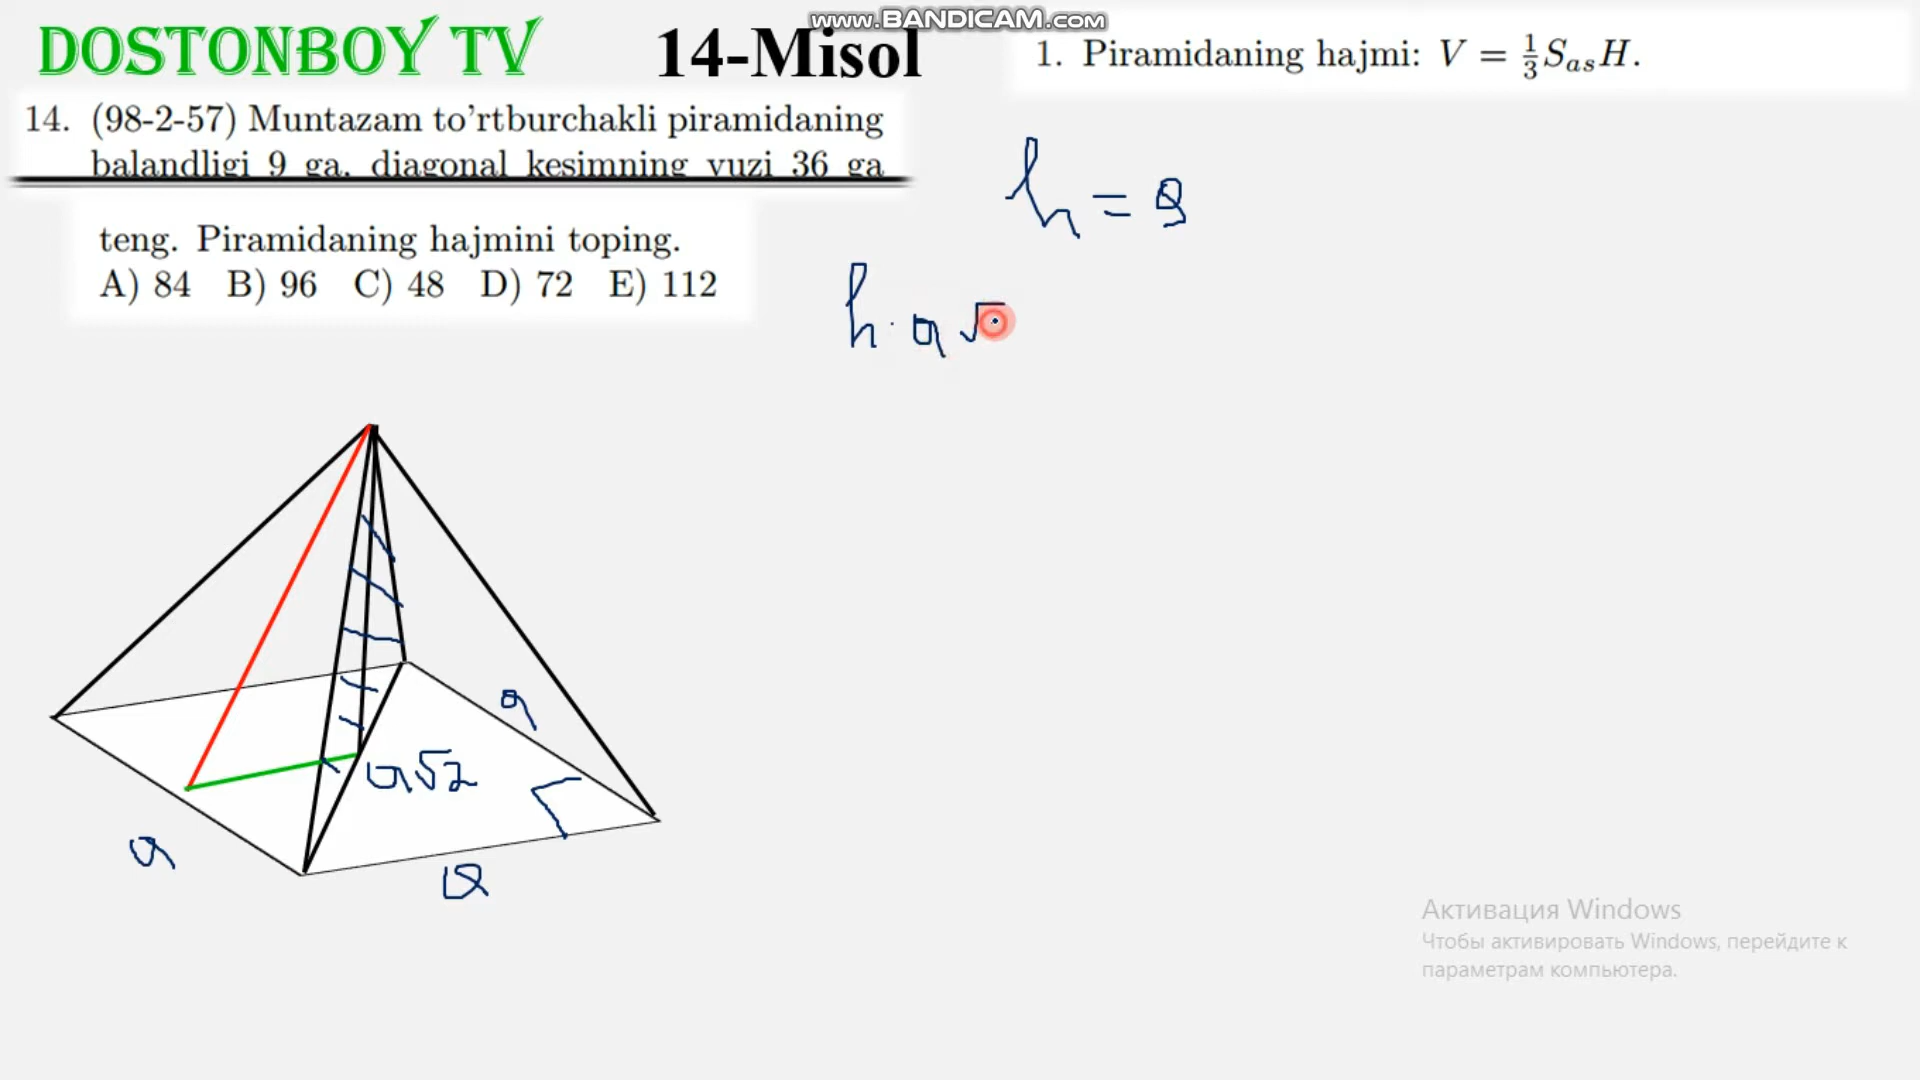 www.BANDICAM.com
DOSTONBOY TV
14-Misol
1. Piramidaning hajmi: V = 1/3 S_as H.
14. (98-2-57) Muntazam to'rtburchakli piramidaning
balandligi 9 ga, diagonal kesimning yuzi 36 ga
teng. Piramidaning hajmini toping.
A) 84 B) 96 C) 48 D) 72 E) 112
h = 9
h · a √
a
a√2
a
a
Активация Windows
Чтобы активировать Windows, перейдите к
параметрам компьютера.